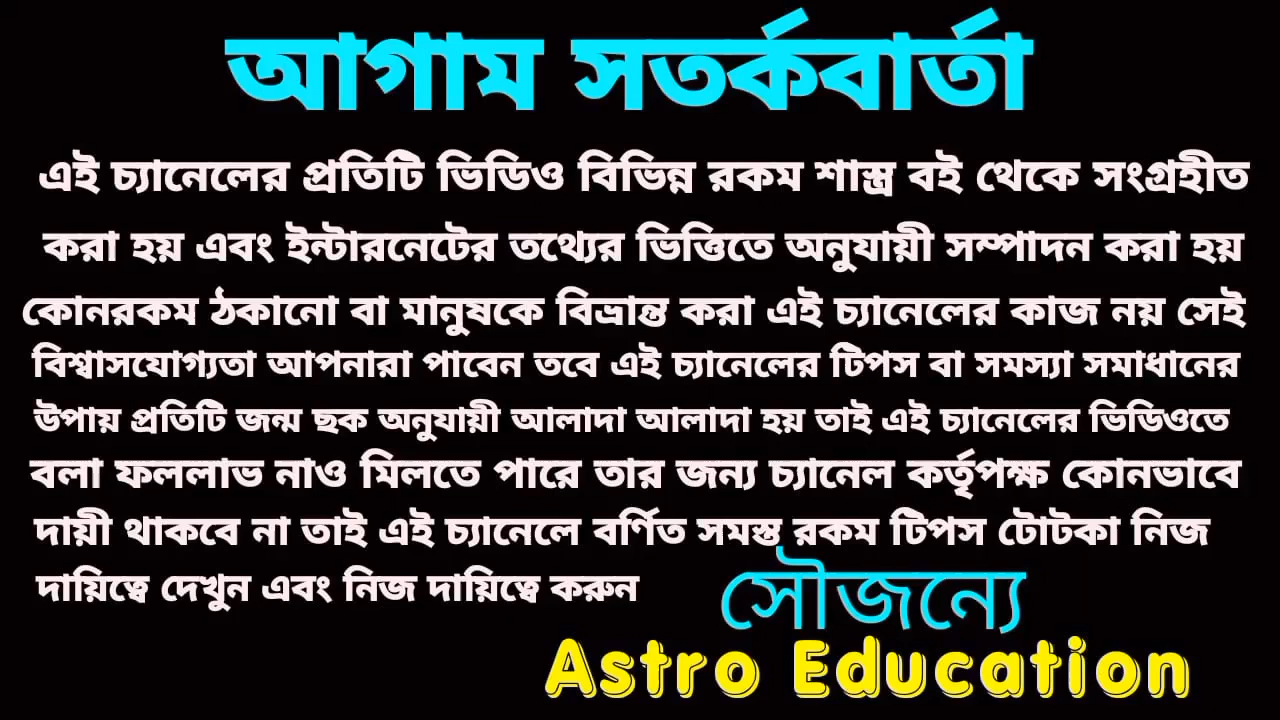 আগাম সতর্কবার্তা
এই চ্যানেলের প্রতিটি ভিডিও বিভিন্ন রকম শাস্ত্র বই থেকে সংগ্রহীত
করা হয় এবং ইন্টারনেটের তথ্যের ভিত্তিতে অনুযায়ী সম্পাদন করা হয়
কোনরকম ঠকানো বা মানুষকে বিভ্রান্ত করা এই চ্যানেলের কাজ নয় সেই
বিশ্বাসযোগ্যতা আপনারা পাবেন তবে এই চ্যানেলের টিপস বা সমস্যা সমাধানের
উপায় প্রতিটি জন্ম ছক অনুযায়ী আলাদা আলাদা হয় তাই এই চ্যানেলের ভিডিওতে
বলা ফললাভ নাও মিলতে পারে তার জন্য চ্যানেল কর্তৃপক্ষ কোনভাবে
দায়ী থাকবে না তাই এই চ্যানেলে বর্ণিত সমস্ত রকম টিপস টোটকা নিজ
দায়িত্বে দেখুন এবং নিজ দায়িত্বে করুন
সৌজন্যে
Astro Education